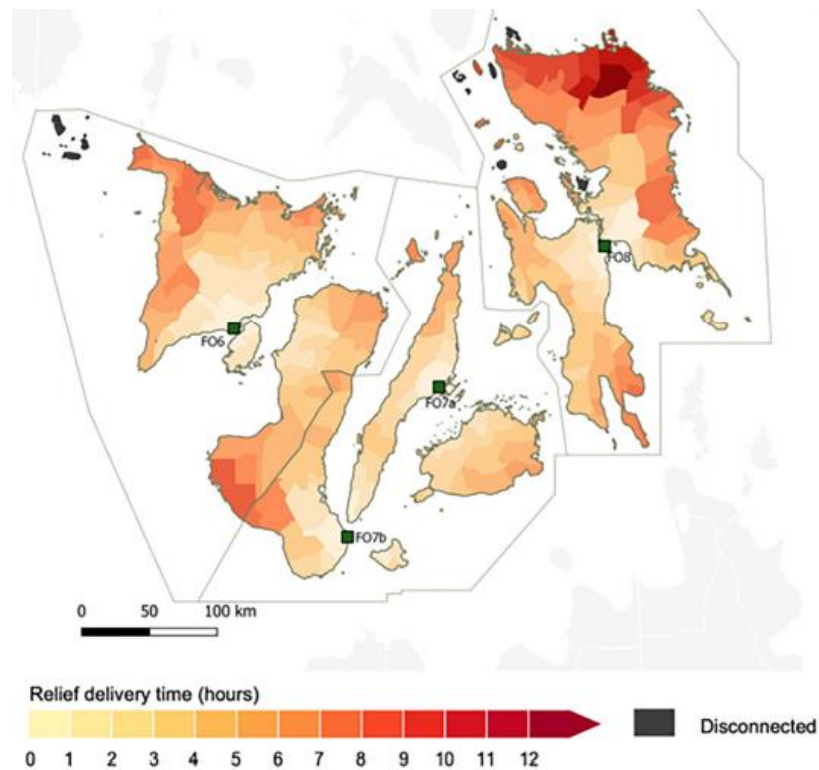 FO8
FO6
FO7a
FO7b
0 50 100 km
Relief delivery time (hours)
Disconnected
0 1 2 3 4 5 6 7 8 9 10 11 12